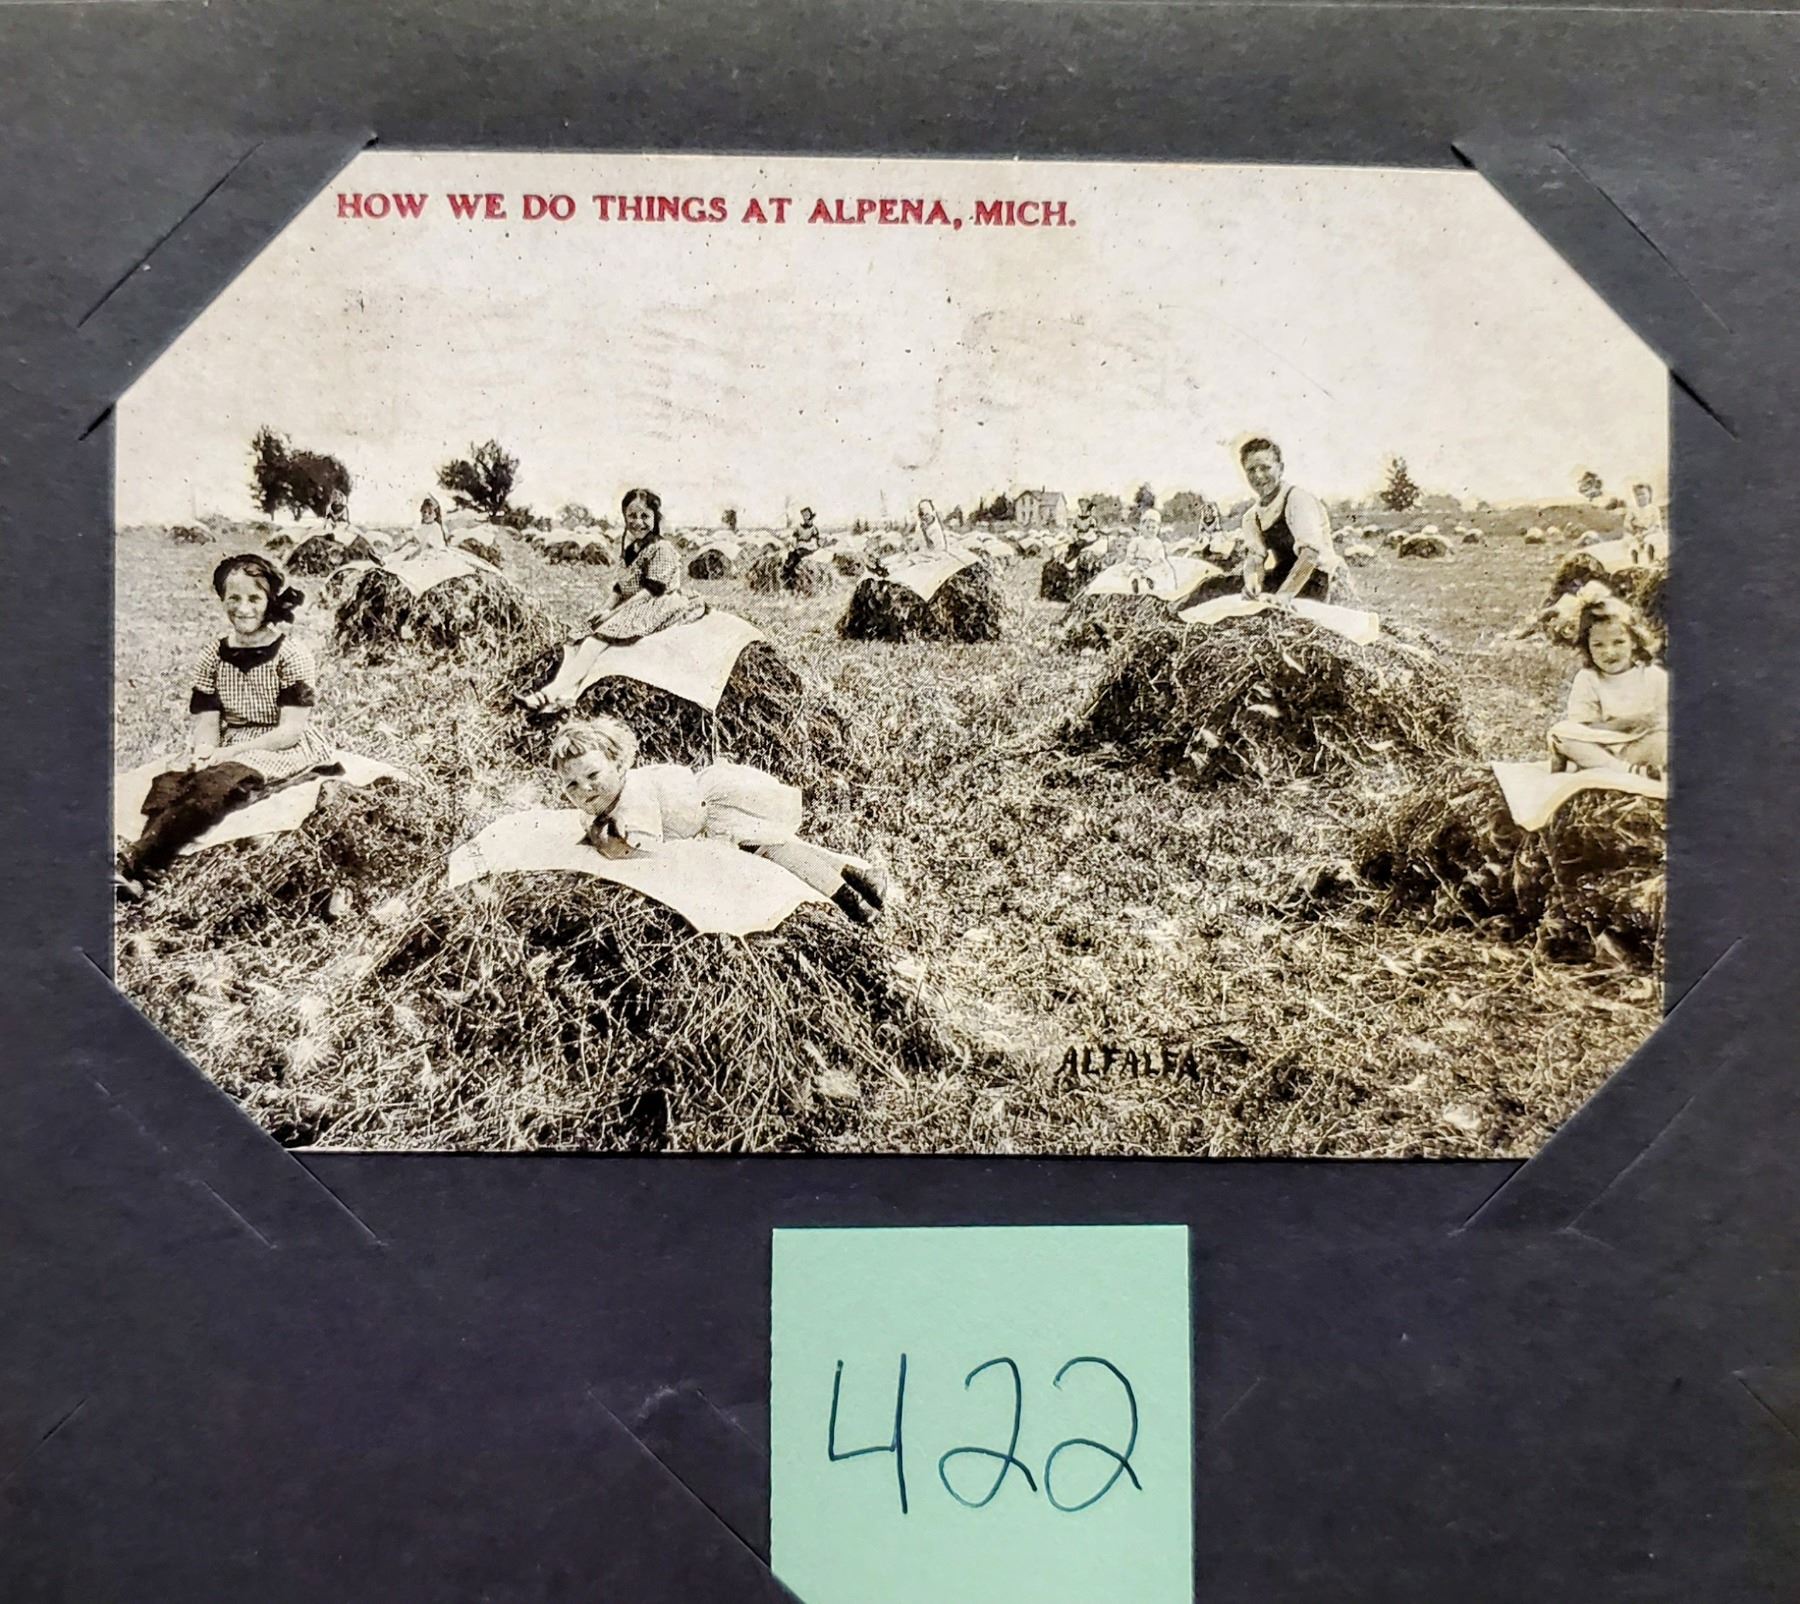 HOW WE DO THINGS AT ALPENA, MICH.
ALFALFA
422